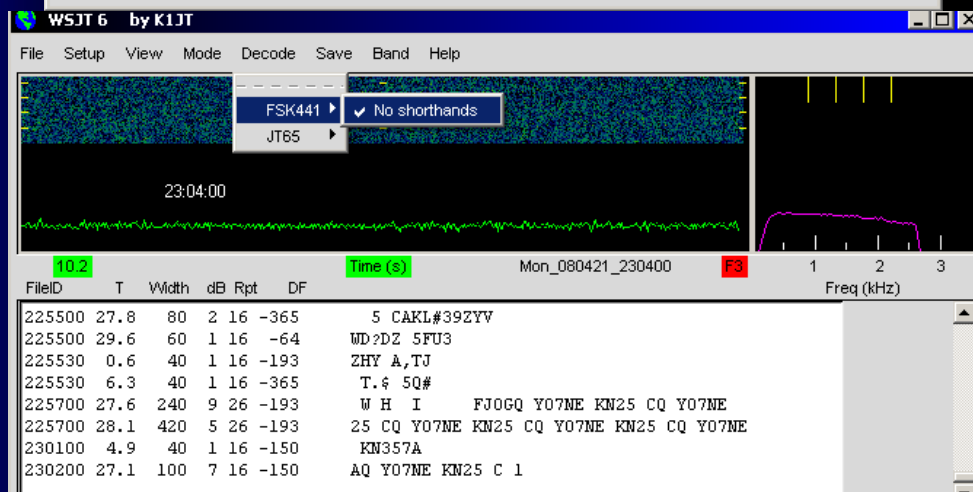 WSJT 6 by K1JT
File Setup View Mode Decode Save Band Help
FSK441 No shorthands
JT65
23:04:00
10.2 Time (s) Mon_080421_230400 F3 1 2 3
FileID T Width dB Rpt DF Freq (kHz)
225500 27.8 80 2 16 -365 5 CAKL#39ZYV
225500 29.6 60 1 16 -64 WD?DZ 5FU3
225530 0.6 40 1 16 -193 ZHY A,TJ
225530 6.3 40 1 16 -365 T.$ 5Q#
225700 27.6 240 9 26 -193 W H I FJOGQ YO7NE KN25 CQ YO7NE
225700 28.1 420 5 26 -193 25 CQ YO7NE KN25 CQ YO7NE KN25 CQ YO7NE
230100 4.9 40 1 16 -150 KN357A
230200 27.1 100 7 16 -150 AQ YO7NE KN25 C 1